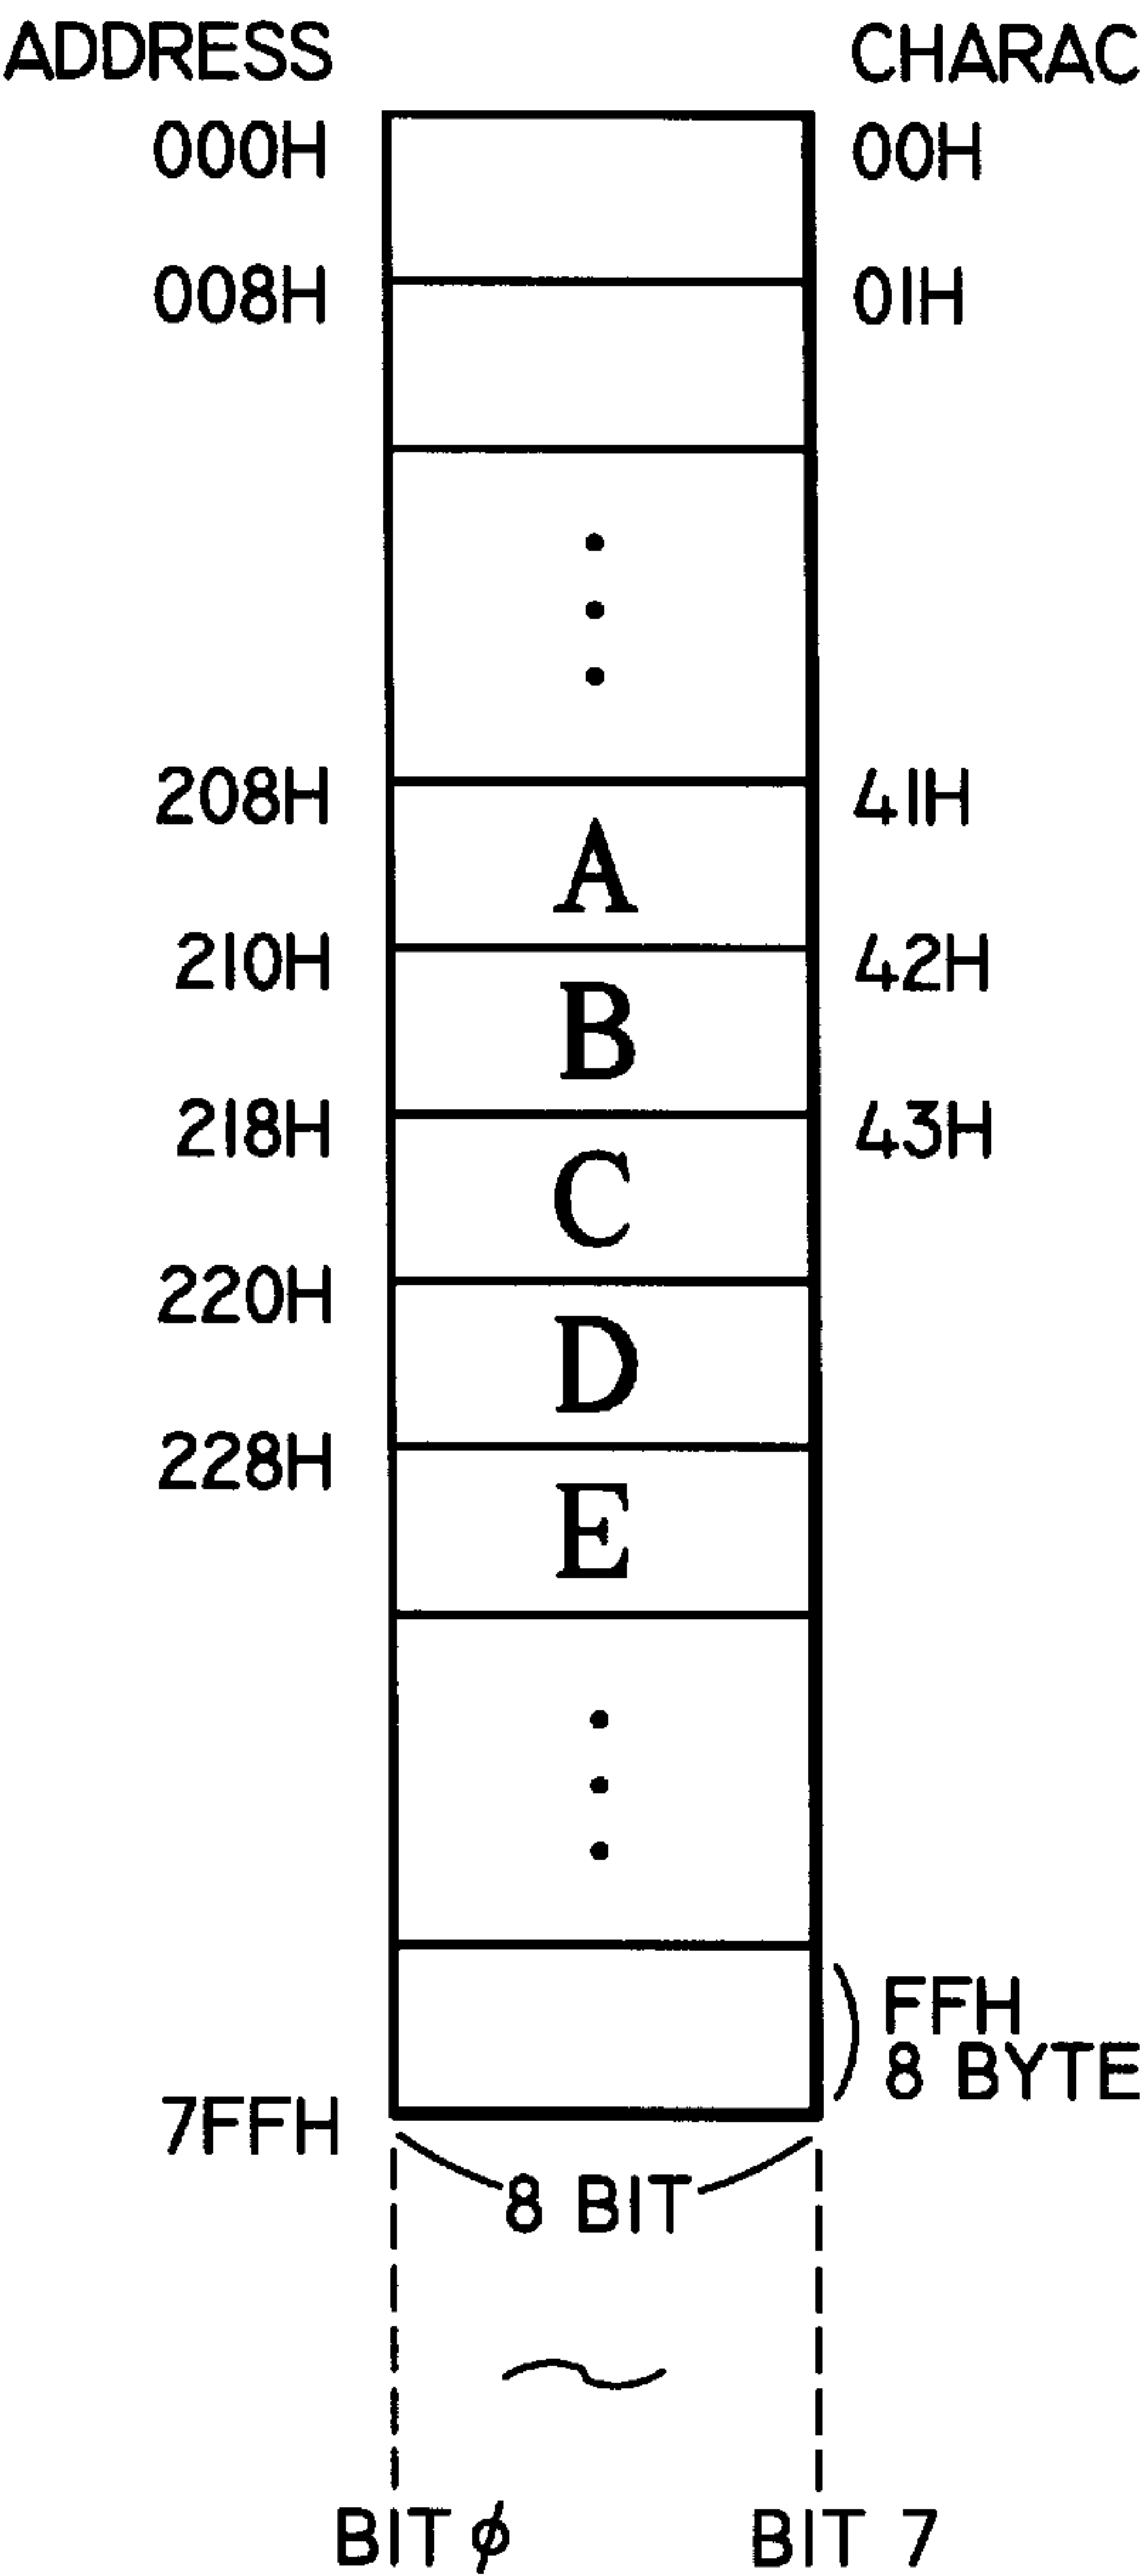 ADDRESS CHARAC
000H 00H
008H 01H
208H 41H
A
210H 42H
B
218H 43H
C
220H
D
228H
E
FFH
8 BYTE
7FFH
8 BIT
BIT ϕ BIT 7